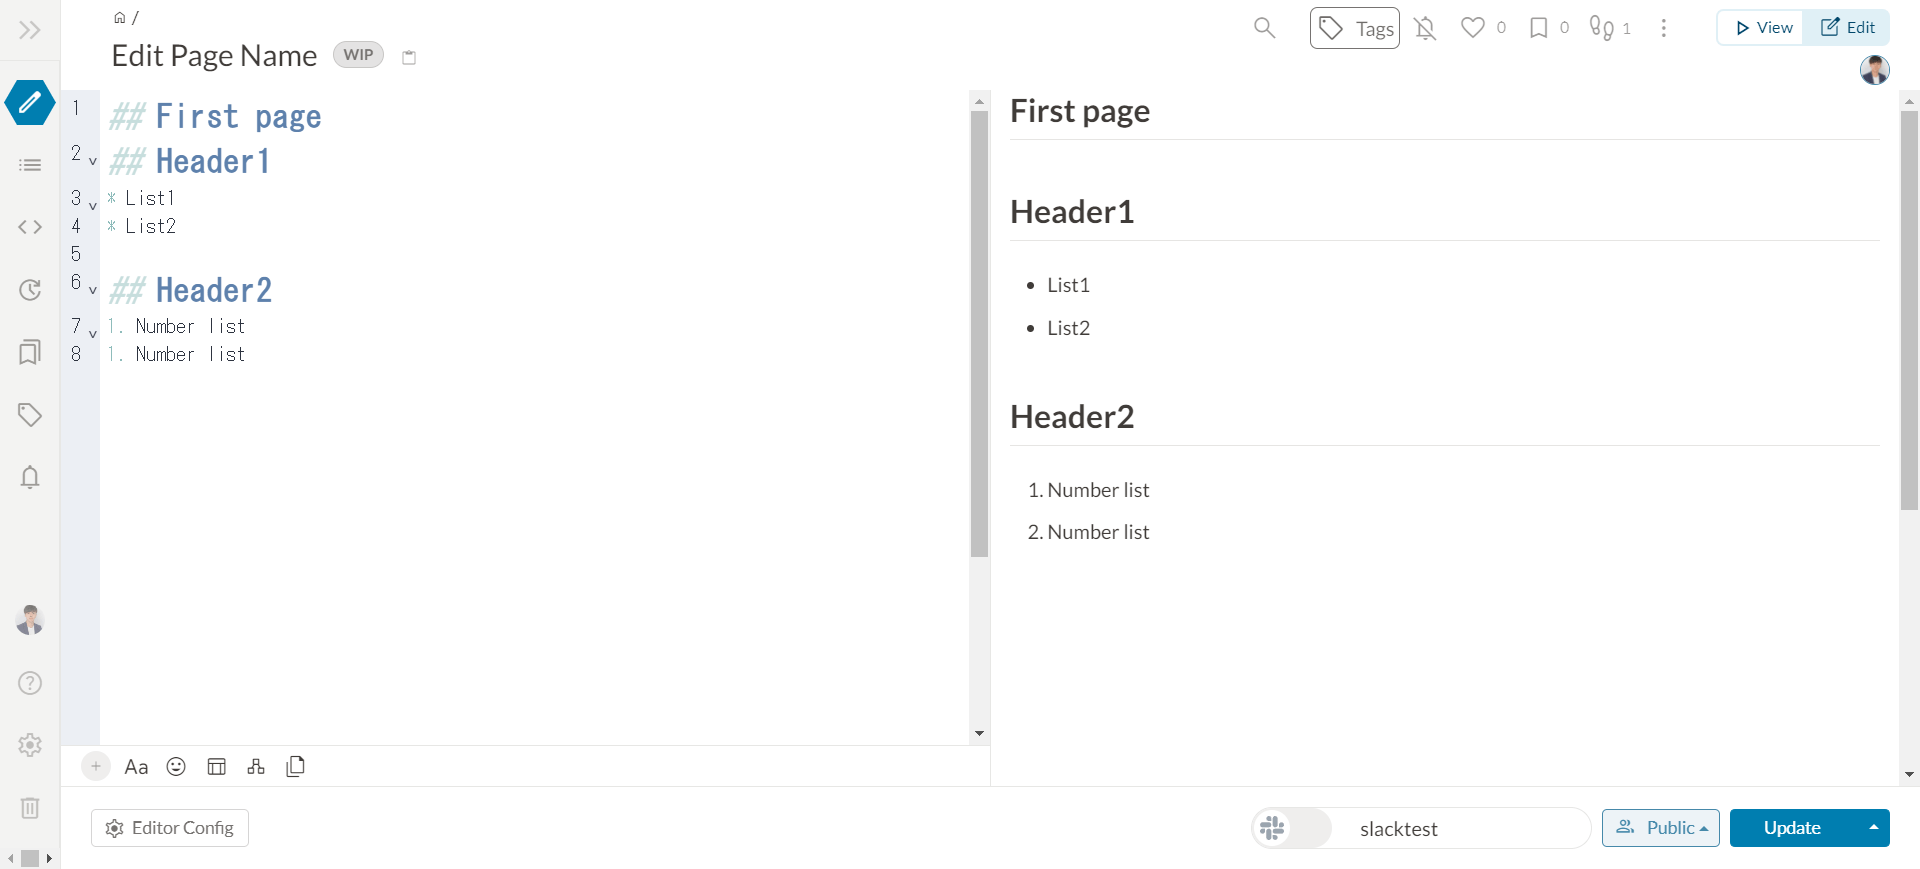 /
Edit Page Name WIP
Tags 0 0 1 View Edit
1 ## First page
2 ## Header1
3 * List1
4 * List2
5
6 ## Header2
7 1. Number list
8 1. Number list
First page
Header1
• List1
• List2
Header2
1. Number list
2. Number list
+ Aa
Editor Config slacktest Public Update